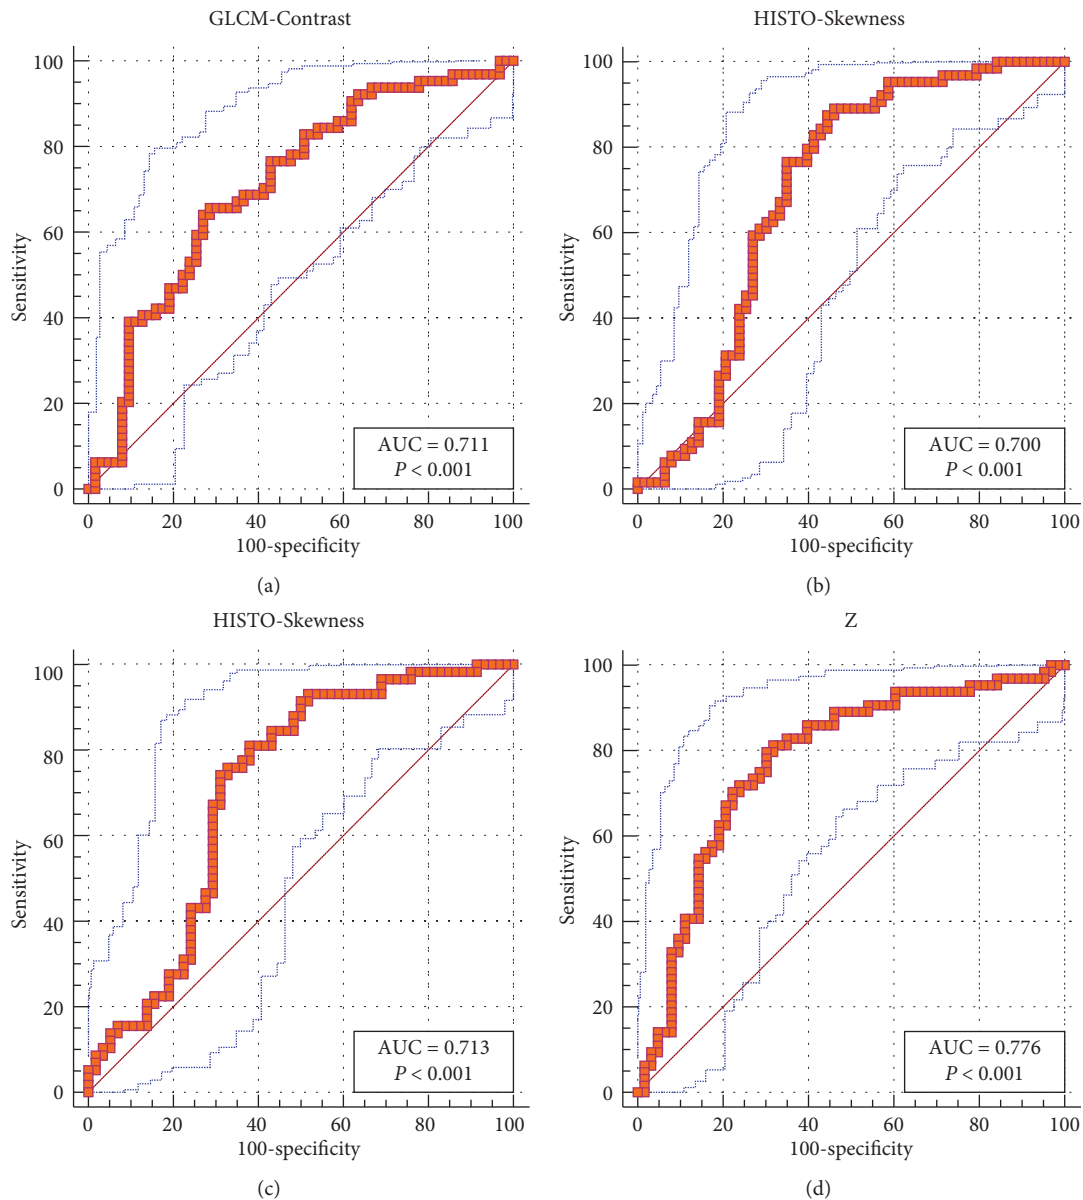 GLCM-Contrast
100
80
60
40
20
0
Sensitivity
AUC = 0.711
P < 0.001
0 20 40 60 80 100
100-specificity
(a)
HISTO-Skewness
100
80
60
40
20
0
Sensitivity
AUC = 0.700
P < 0.001
0 20 40 60 80 100
100-specificity
(b)
HISTO-Skewness
100
80
60
40
20
0
Sensitivity
AUC = 0.713
P < 0.001
0 20 40 60 80 100
100-specificity
(c)
Z
100
80
60
40
20
0
Sensitivity
AUC = 0.776
P < 0.001
0 20 40 60 80 100
100-specificity
(d)